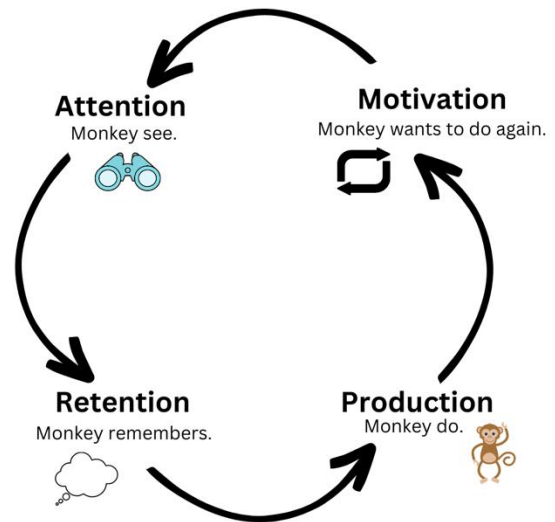 Attention
Monkey see.
Motivation
Monkey wants to do again.
Retention
Monkey remembers.
Production
Monkey do.